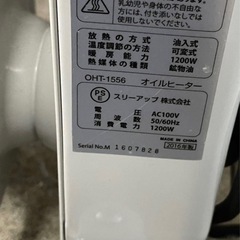 乳幼児や身体の不自由な
方には、付き添いなしでは
使用させないでください。
放熱の方式 油入式
温度調節の方式 可変式
暖房能力 1200W
熱媒体の種類 鉱物油
OHT-1556 オイルヒーター
PSE
スリーアップ 株式会社
電圧 AC100V
周波数 50/60Hz
消費電力 1200W
MADE IN CHINA
Serial No.M 1607020 2016年製